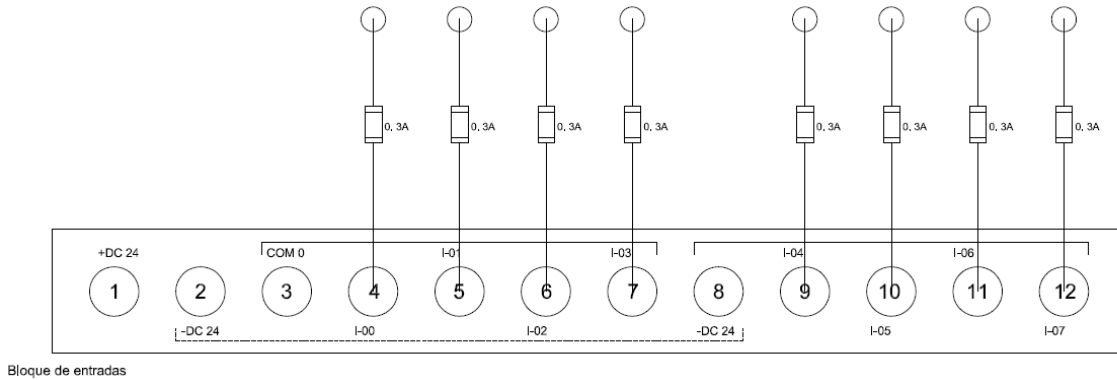 0, 3A 0, 3A 0, 3A 0, 3A 0, 3A 0, 3A 0, 3A 0, 3A
+DC 24 COM 0 I-01 I-03 I-04 I-06
1 2 3 4 5 6 7 8 9 10 11 12
-DC 24 I-00 I-02 -DC 24 I-05 I-07
Bloque de entradas